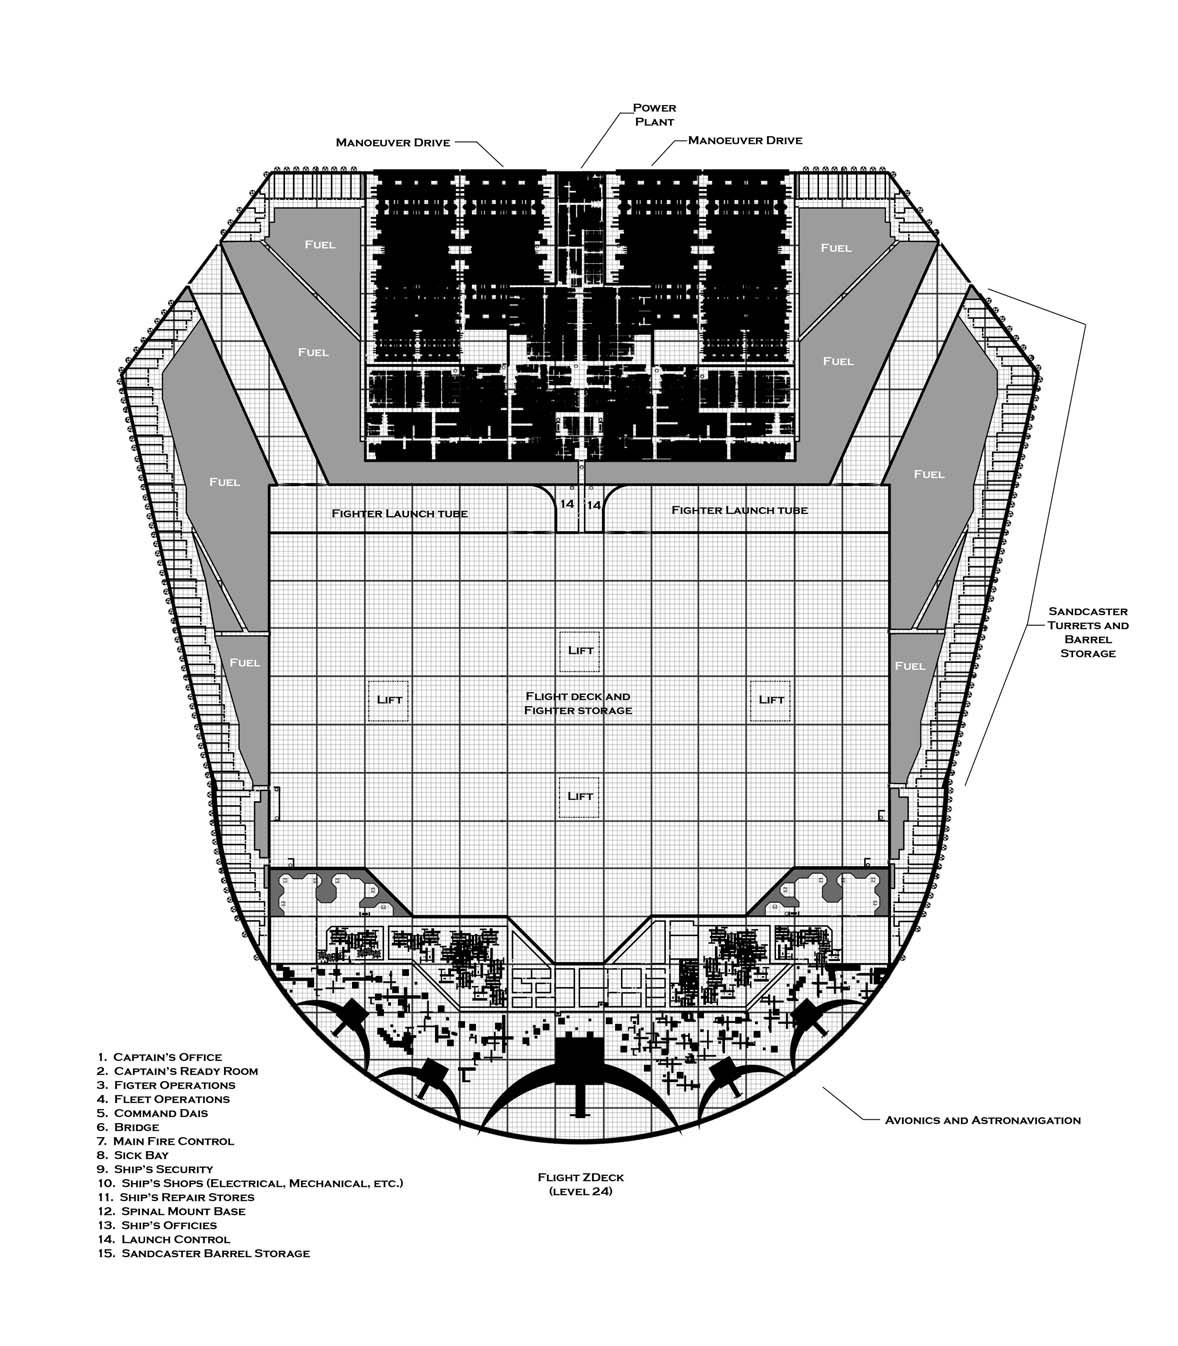 Power
Plant
Manoeuver Drive
Manoeuver Drive
Fuel
Fuel
Fuel
Fuel
Fuel
Fuel
14
14
Fighter Launch tube
Fighter Launch tube
Sandcaster
Turrets and
Barrel
Storage
Lift
Fuel
Fuel
Lift
Flight deck and
Fighter storage
Lift
Lift
1. Captain's Office
2. Captain's Ready Room
3. Figter Operations
4. Fleet Operations
5. Command Dais
6. Bridge
7. Main Fire Control
8. Sick Bay
9. Ship's Security
10. Ship's Shops (Electrical, Mechanical, etc.)
11. Ship's Repair Stores
12. Spinal Mount Base
13. Ship's Officies
14. Launch Control
15. Sandcaster Barrel Storage
Avionics and Astronavigation
Flight ZDeck
(level 24)